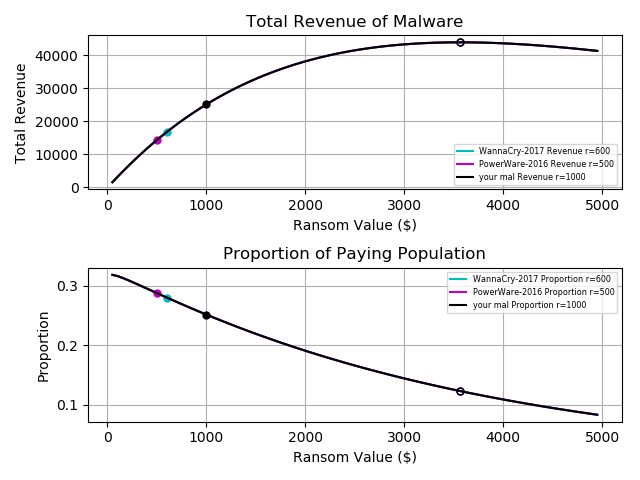 Total Revenue of Malware
40000
30000
20000
10000
0
Total Revenue
WannaCry-2017 Revenue r=600
PowerWare-2016 Revenue r=500
your mal Revenue r=1000
0 1000 2000 3000 4000 5000
Ransom Value ($)
Proportion of Paying Population
0.3
0.2
0.1
Proportion
WannaCry-2017 Proportion r=600
PowerWare-2016 Proportion r=500
your mal Proportion r=1000
0 1000 2000 3000 4000 5000
Ransom Value ($)